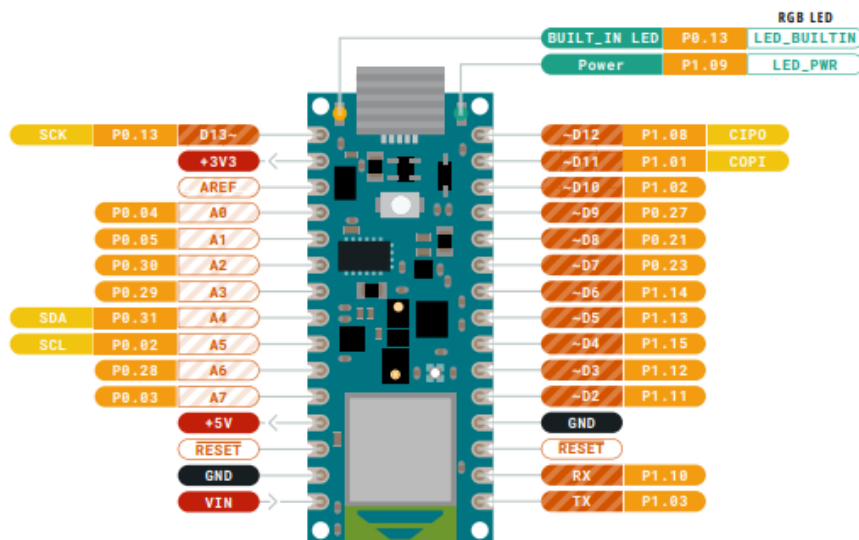 RGB LED
BUILT_IN LED P0.13 LED_BUILTIN
Power P1.09 LED_PWR
SCK P0.13 D13~
+3V3
AREF
P0.04 A0
P0.05 A1
P0.30 A2
P0.29 A3
SDA P0.31 A4
SCL P0.02 A5
P0.28 A6
P0.03 A7
+5V
RESET
GND
VIN
~D12 P1.08 CIPO
~D11 P1.01 COPI
~D10 P1.02
~D9 P0.27
~D8 P0.21
~D7 P0.23
~D6 P1.14
~D5 P1.13
~D4 P1.15
~D3 P1.12
~D2 P1.11
GND
RESET
RX P1.10
TX P1.03